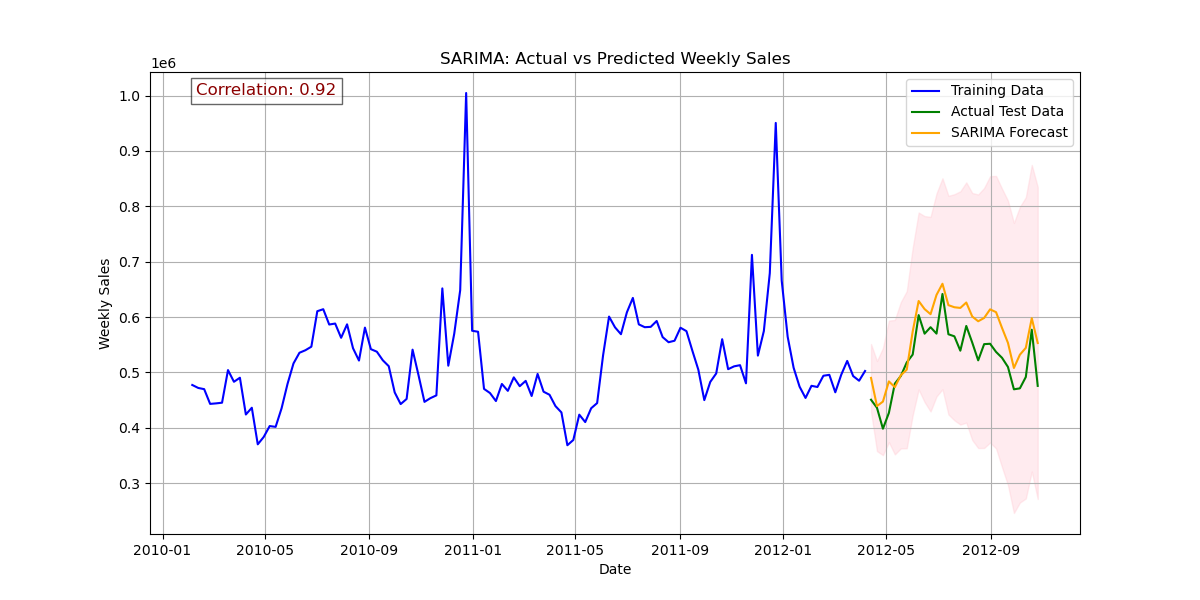 SARIMA: Actual vs Predicted Weekly Sales
1e6
Correlation: 0.92
Training Data
Actual Test Data
SARIMA Forecast
1.0
0.9
0.8
0.7
0.6
0.5
0.4
0.3
Weekly Sales
2010-01 2010-05 2010-09 2011-01 2011-05 2011-09 2012-01 2012-05 2012-09
Date